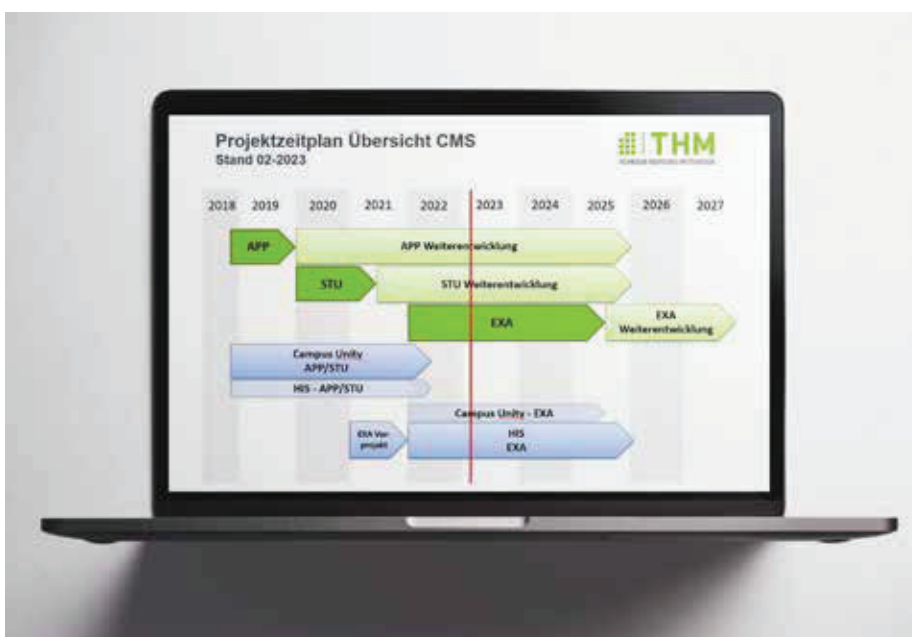 Projektzeitplan Übersicht CMS
Stand 02-2023
THM
2018 2019 2020 2021 2022 2023 2024 2025 2026 2027
APP
APP Weiterentwicklung
STU
STU Weiterentwicklung
EXA
EXA
Weiterentwicklung
Campus Unity
APP/STU
HIS - APP/STU
Campus Unity - EXA
EXA Vor
projekt
HIS
EXA